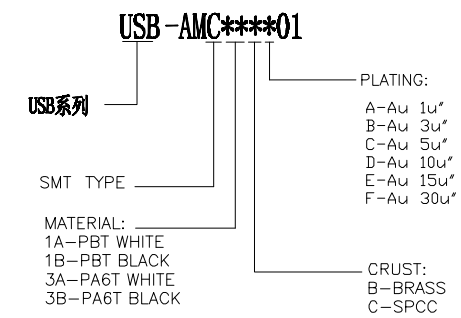 USB-AMC****01
USB系列
PLATING:
A-Au 1u"
B-Au 3u"
C-Au 5u"
D-Au 10u"
E-Au 15u"
F-Au 30u"
SMT TYPE
MATERIAL:
1A-PBT WHITE
1B-PBT BLACK
3A-PA6T WHITE
3B-PA6T BLACK
CRUST:
B-BRASS
C-SPCC